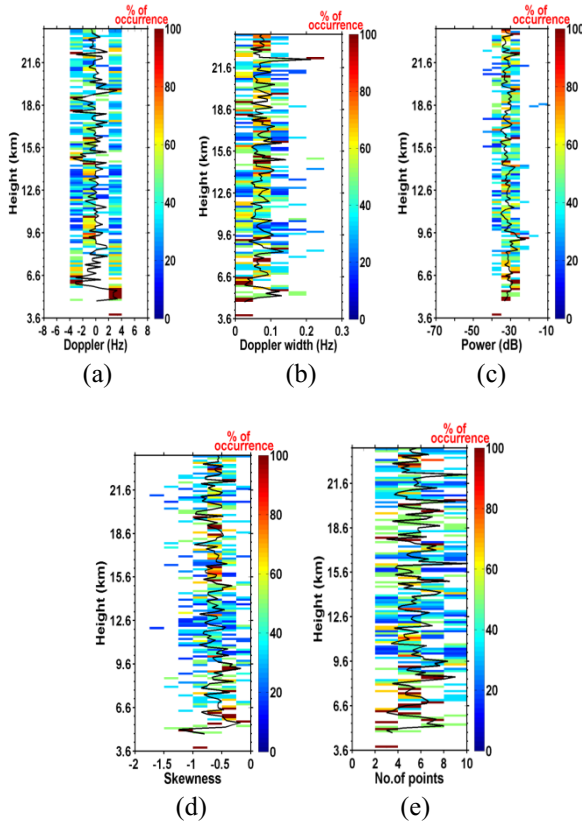 % of
occurrence
% of
occurrence
% of
occurrence
21.6
18.6
15.6
12.6
9.6
6.6
3.6
Height (km)
-8 -6 -4 -2 0 2 4 6 8
Doppler (Hz)
100
80
60
40
20
0
(a)
21.6
18.6
15.6
12.6
9.6
6.6
3.6
Height (km)
0 0.1 0.2 0.3
Doppler width (Hz)
100
80
60
40
20
0
(b)
21.6
18.6
15.6
12.6
9.6
6.6
3.6
Height (km)
-70 -50 -30 -10
Power (dB)
100
80
60
40
20
0
(c)
% of
occurrence
% of
occurrence
21.6
18.6
15.6
12.6
9.6
6.6
3.6
Height (km)
-2 -1.5 -1 -0.5 0
Skewness
100
80
60
40
20
0
(d)
21.6
18.6
15.6
12.6
9.6
6.6
3.6
Height (km)
0 2 4 6 8 10
No.of points
100
80
60
40
20
0
(e)